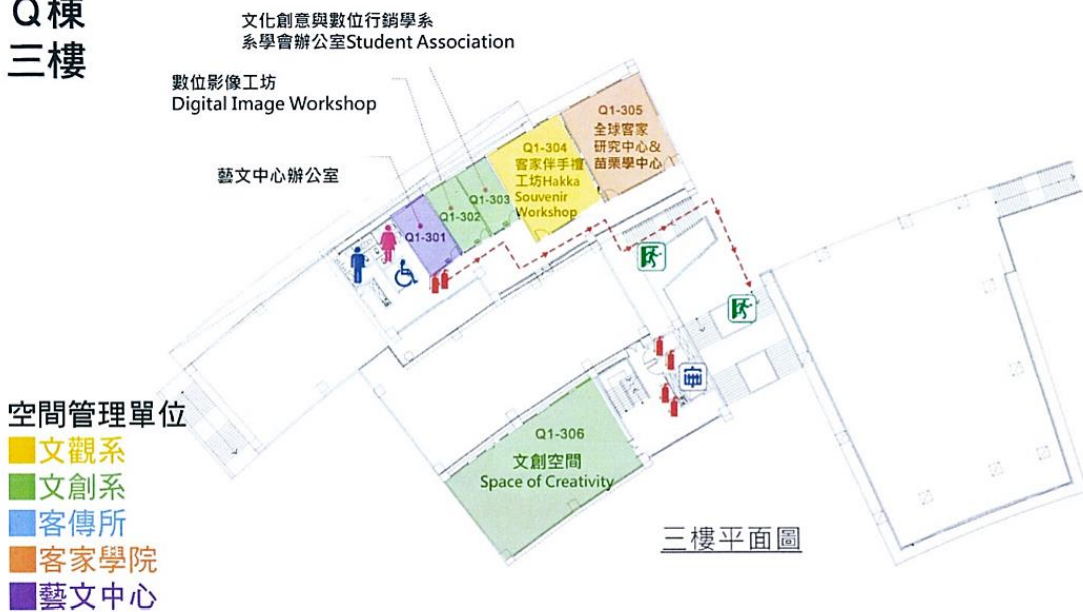 Q棟
三樓
文化創意與數位行銷學系
系學會辦公室Student Association
數位影像工坊
Digital Image Workshop
藝文中心辦公室
Q1-305
全球客家
研究中心&
苗栗學中心
Q1-304
客家伴手禮
工坊Hakka
Souvenir
Workshop
Q1-303
Q1-302
Q1-301
Q1-306
文創空間
Space of Creativity
三樓平面圖
空間管理單位
文觀系
文創系
客傳所
客家學院
藝文中心